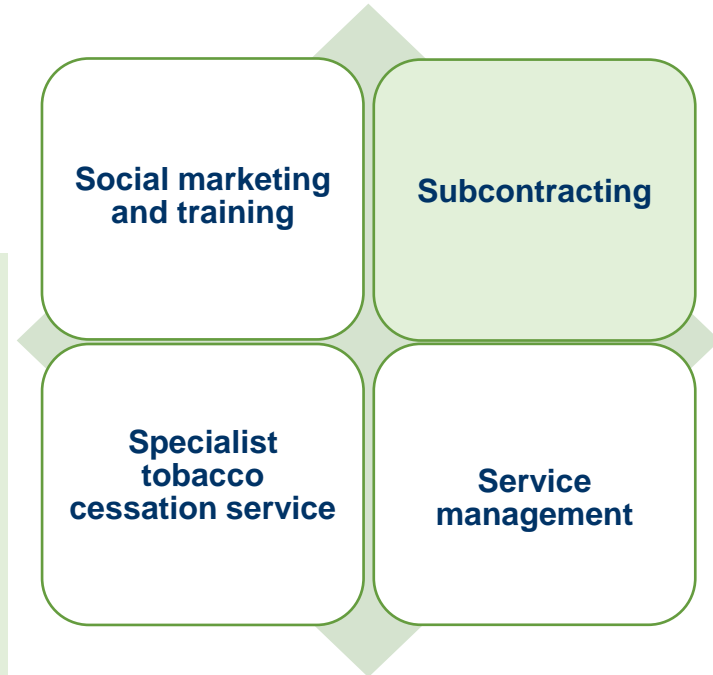 Social marketing
and training
Subcontracting
Specialist
tobacco
cessation service
Service
management